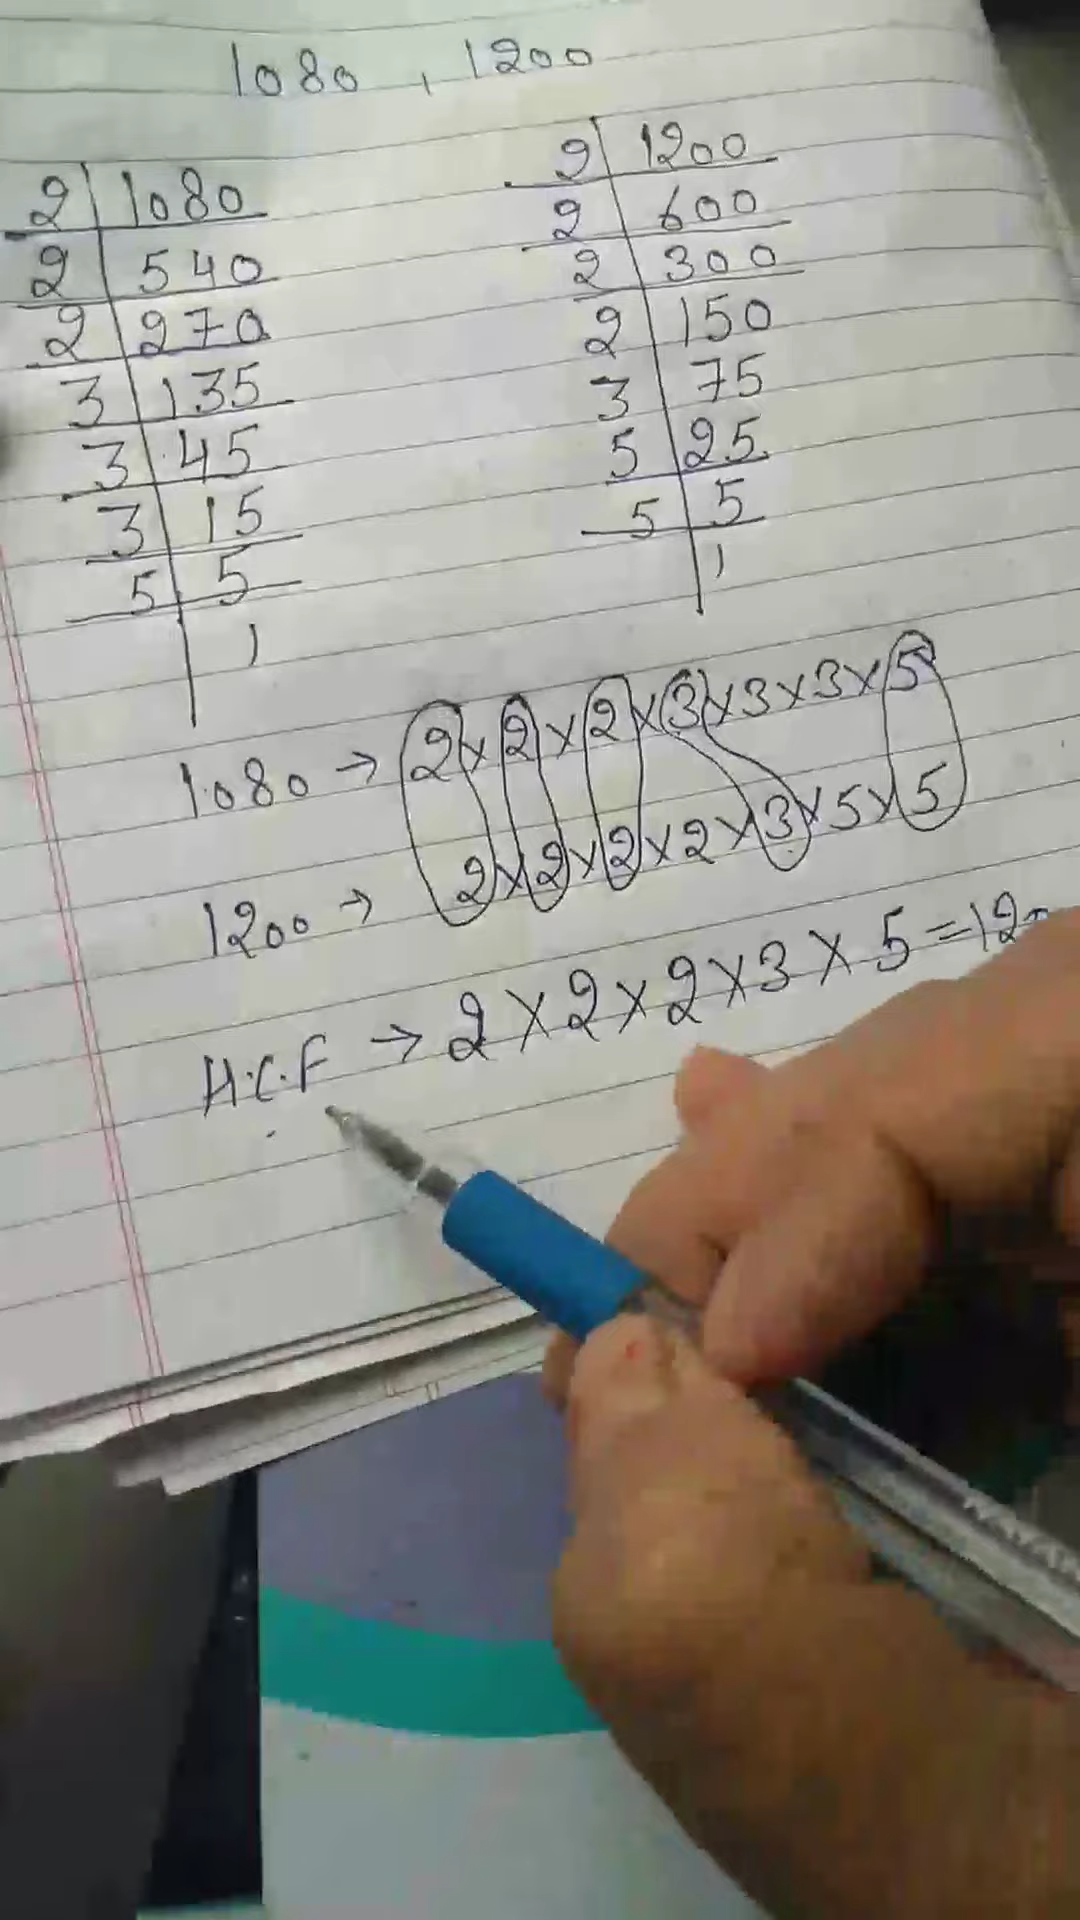 1080 , 1200
2 | 1080
2 | 540
2 | 270
3 | 135
3 | 45
3 | 15
5 | 5
1
2 | 1200
2 | 600
2 | 300
2 | 150
3 | 75
5 | 25
5 | 5
1
1080 → 2 × 2 × 2 × 3 × 3 × 3 × 5
1200 → 2 × 2 × 2 × 2 × 3 × 5 × 5
H.C.F → 2 × 2 × 2 × 3 × 5 = 120